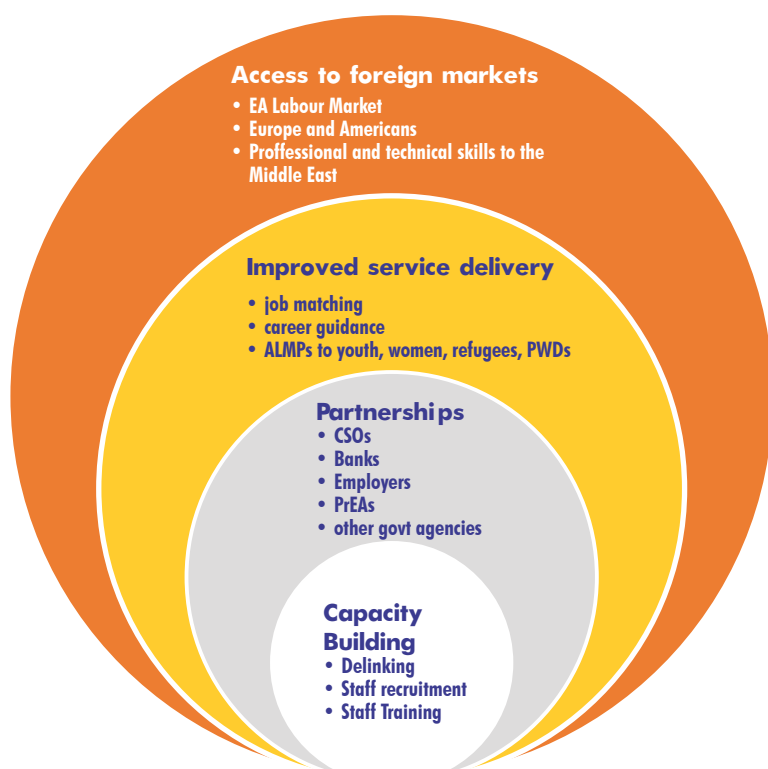 Access to foreign markets
• EA Labour Market
• Europe and Americans
• Proffessional and technical skills to the
Middle East
Improved service delivery
• job matching
• career guidance
• ALMPs to youth, women, refugees, PWDs
Partnerships
• CSOs
• Banks
• Employers
• PrEAs
• other govt agencies
Capacity
Building
• Delinking
• Staff recruitment
• Staff Training